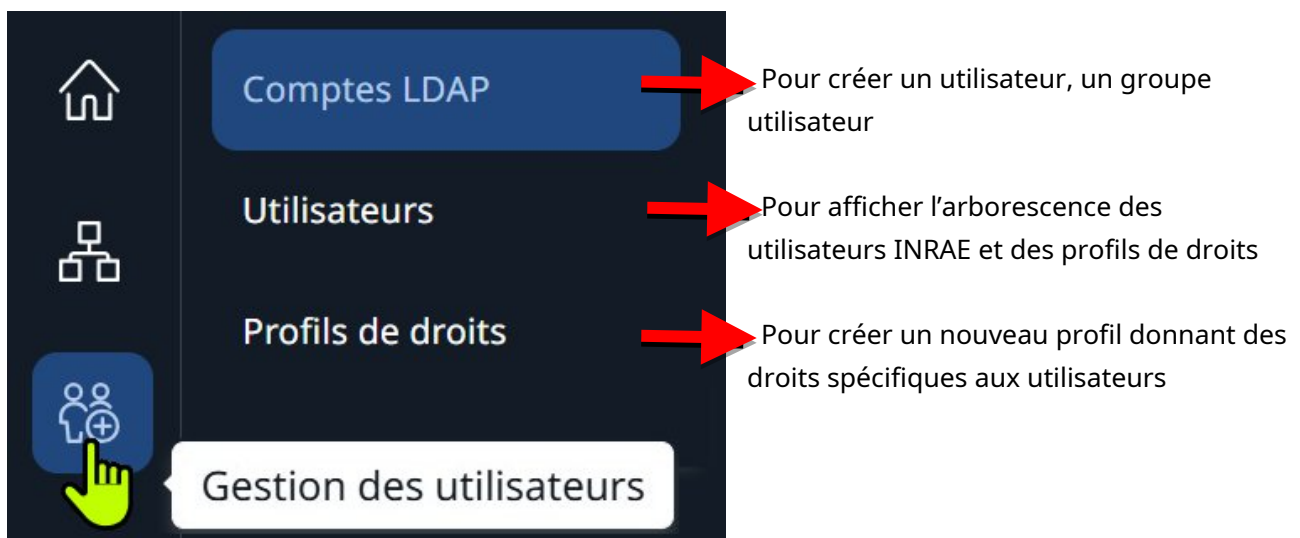 Comptes LDAP
Pour créer un utilisateur, un groupe
utilisateur
Utilisateurs
Pour afficher l’arborescence des
utilisateurs INRAE et des profils de droits
Profils de droits
Pour créer un nouveau profil donnant des
droits spécifiques aux utilisateurs
Gestion des utilisateurs